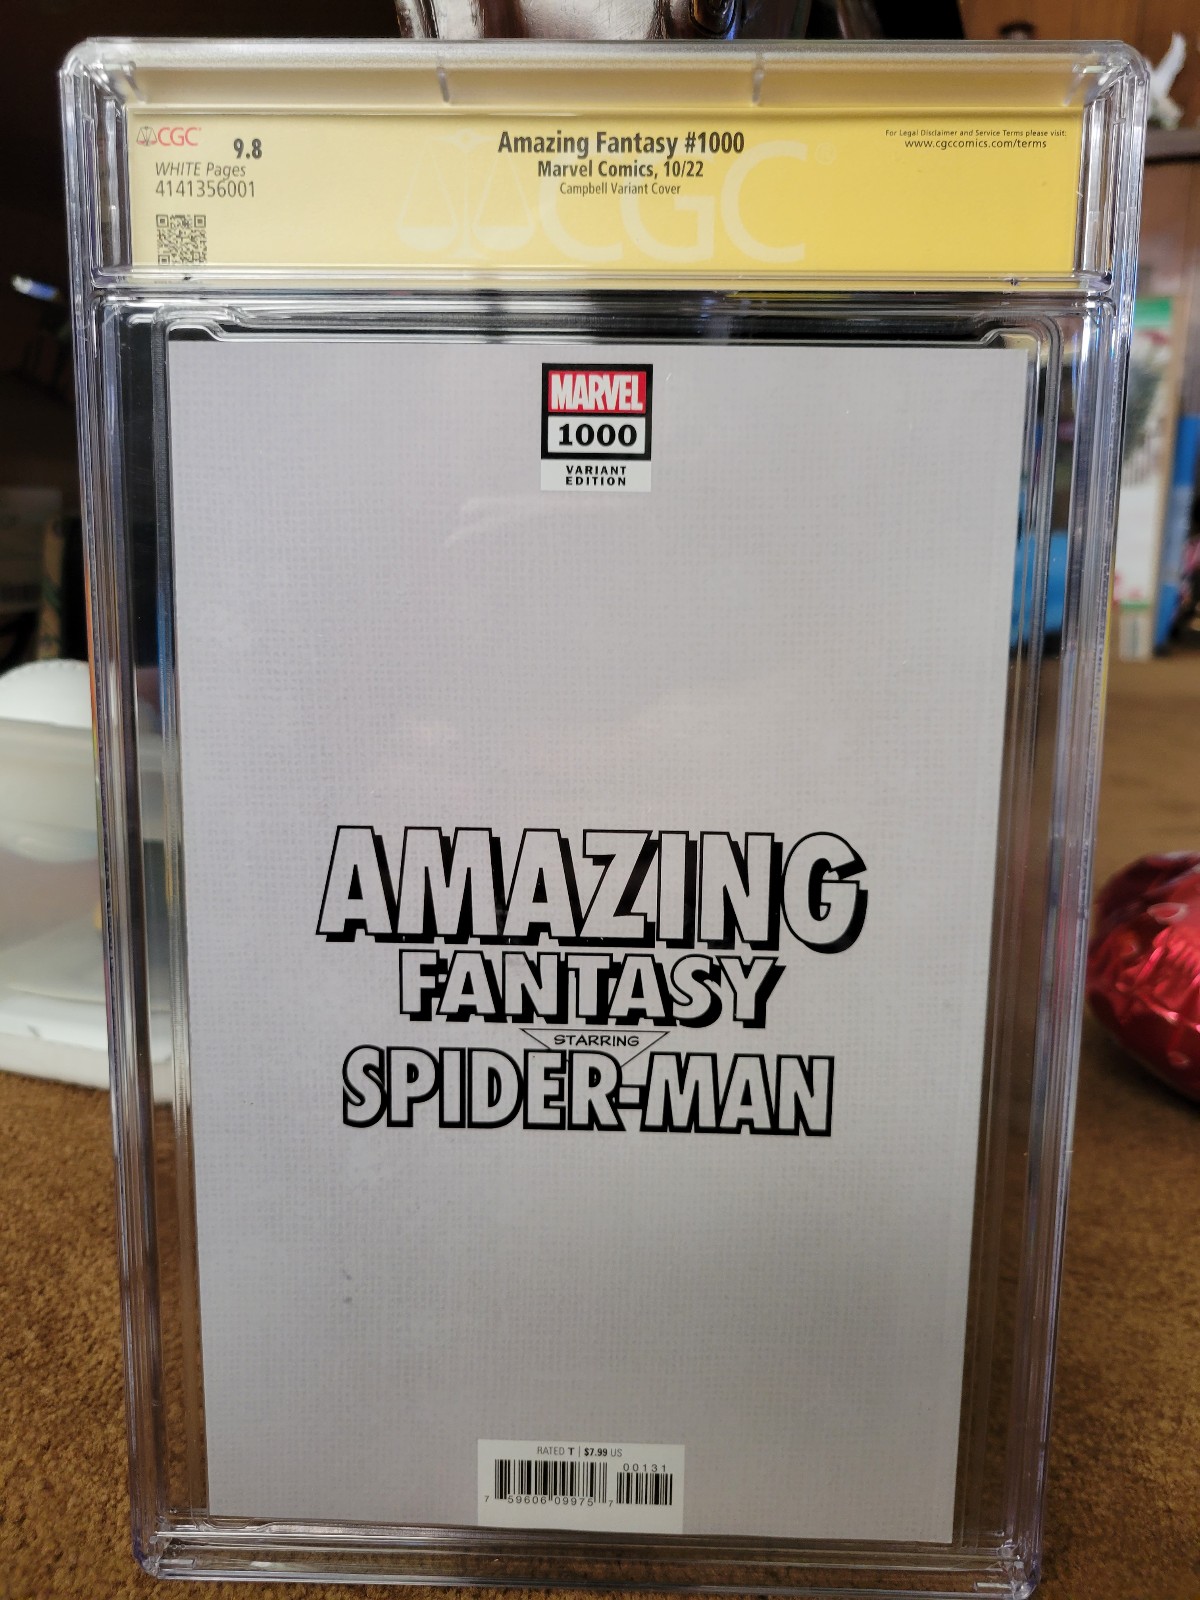 CGC
9.8
WHITE Pages
4141356001
Amazing Fantasy #1000
Marvel Comics, 10/22
Campbell Variant Cover
For Legal Disclaimer and Service Terms please visit:
www.cgccomics.com/terms
CGC
MARVEL
1000
VARIANT
EDITION
AMAZING
FANTASY
STARRING
SPIDER-MAN
RATED T | $7.99 US
00131
7 59606 09975 7